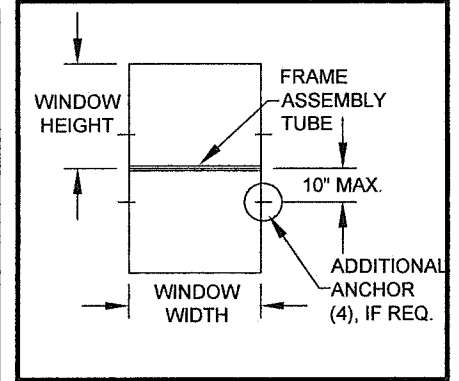 WINDOW
HEIGHT
FRAME
ASSEMBLY
TUBE
10" MAX.
WINDOW
WIDTH
ADDITIONAL
ANCHOR
(4), IF REQ.